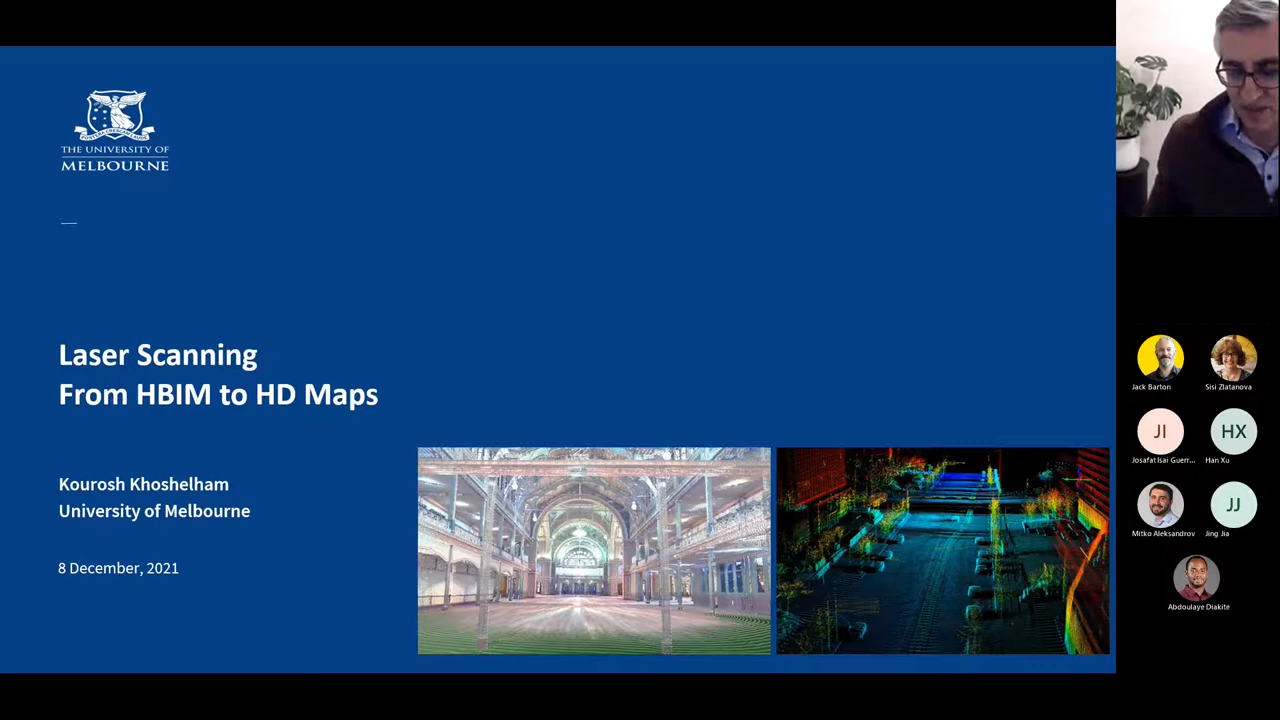 THE UNIVERSITY OF
MELBOURNE
Laser Scanning
From HBIM to HD Maps
Kourosh Khoshelham
University of Melbourne
8 December, 2021
Jack Barton
Sisi Zlatanova
JI
HX
Josafat Isai Guerr...
Han Xu
JJ
Mitko Aleksandrov
Jing Jia
Abdoulaye Diakite